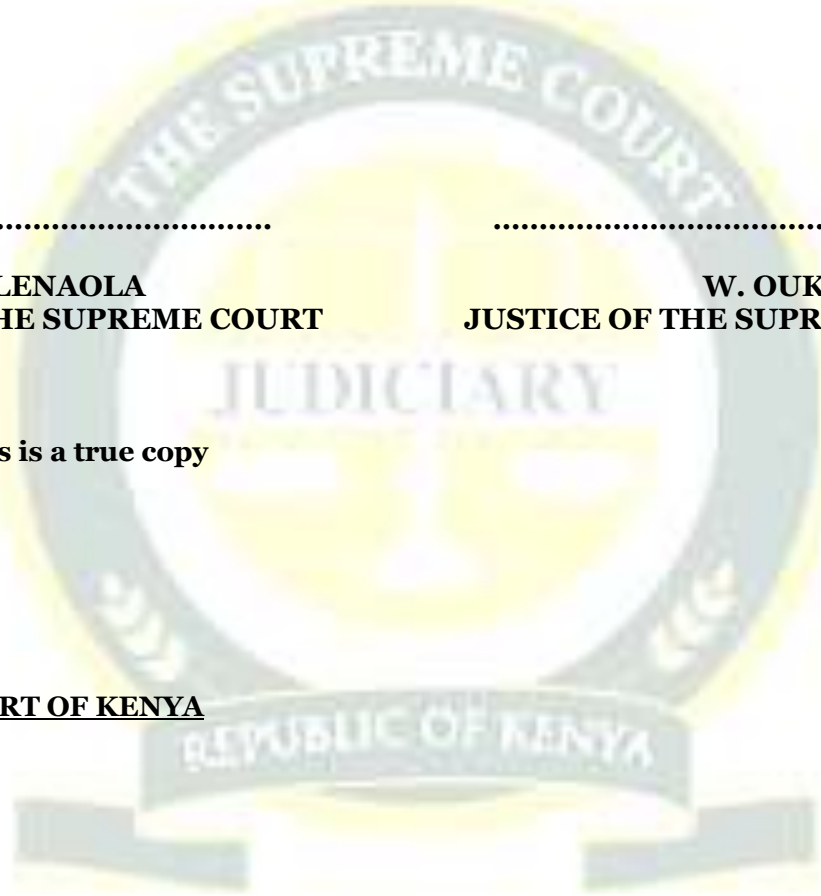 THE SUPREME COURT
.............................. ....................................
LENAOLA W. OUK
HE SUPREME COURT JUSTICE OF THE SUPR
JUDICIARY
s is a true copy
RT OF KENYA
REPUBLIC OF KENYA